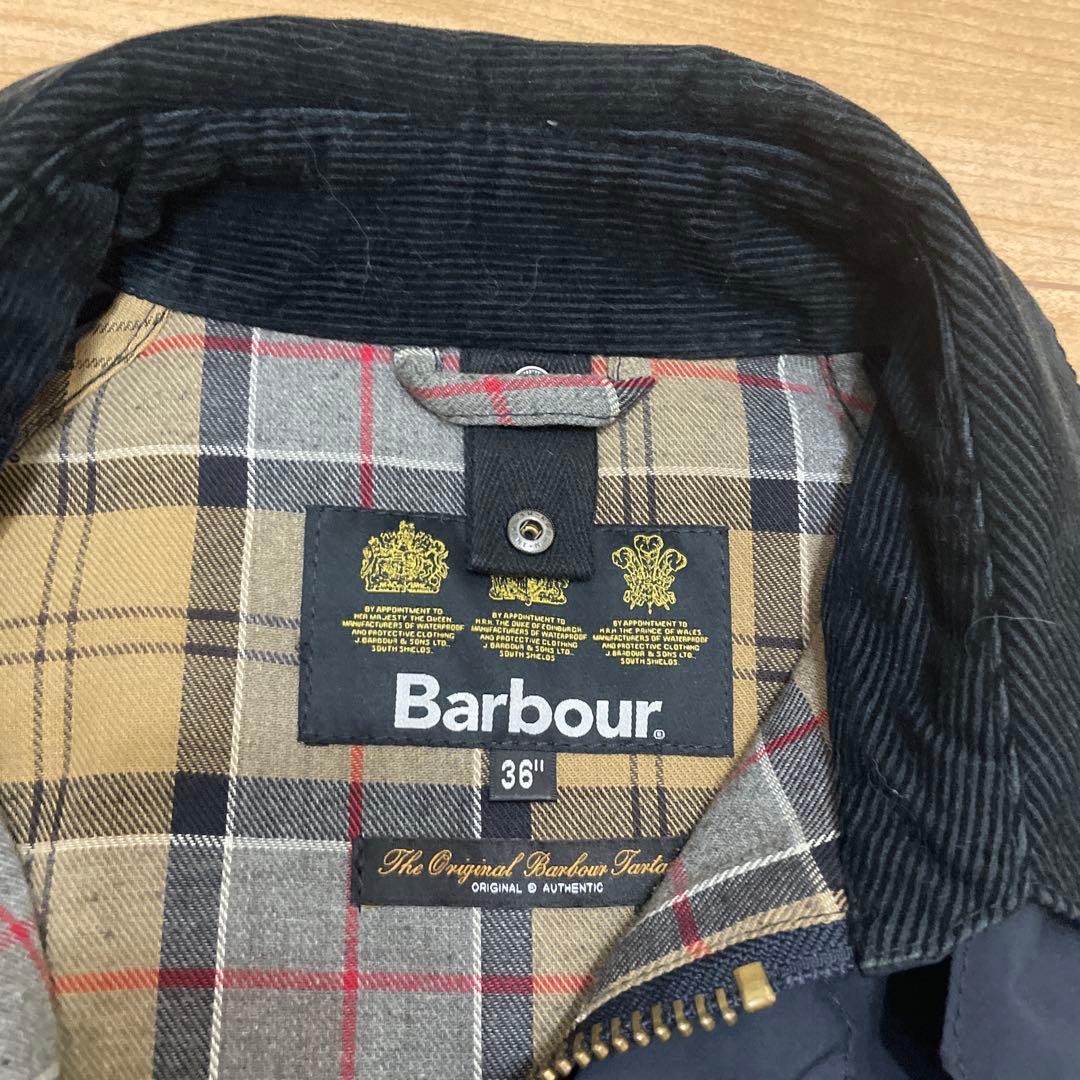 BY APPOINTMENT TO
HER MAJESTY THE QUEEN
MANUFACTURERS OF WATERPROOF
AND PROTECTIVE CLOTHING
J. BARBOUR & SONS LTD.,
SOUTH SHIELDS.
BY APPOINTMENT TO
H.R.H. THE DUKE OF EDINBURGH
MANUFACTURERS OF WATERPROOF
AND PROTECTIVE CLOTHING
J. BARBOUR & SONS LTD.,
SOUTH SHIELDS.
BY APPOINTMENT TO
H.R.H. THE PRINCE OF WALES
MANUFACTURERS OF WATERPROOF
AND PROTECTIVE CLOTHING
J. BARBOUR & SONS LTD.,
SOUTH SHIELDS.
Barbour®
36"
The Original Barbour Tarta
ORIGINAL © AUTHENTIC